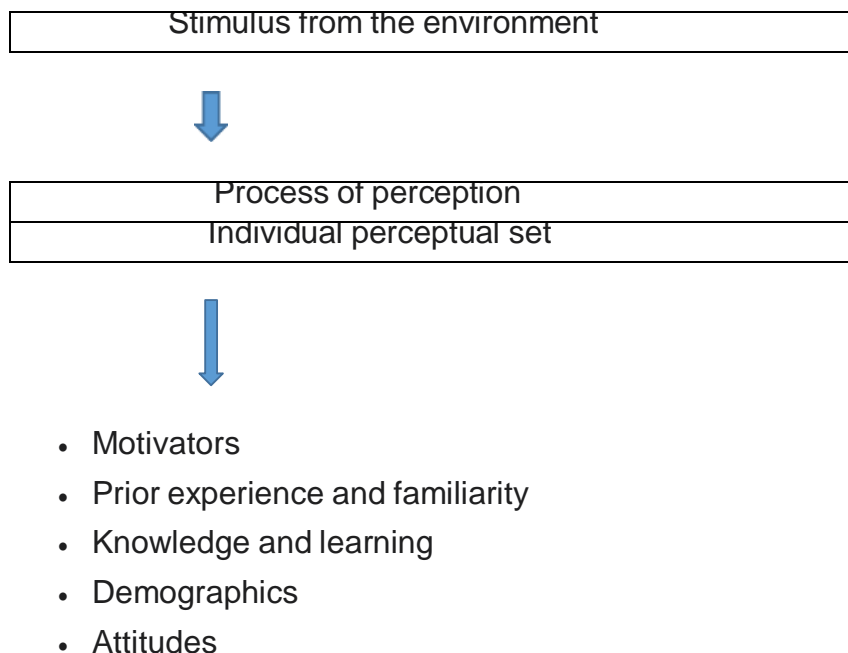 Stimulus from the environment
Process of perception
Individual perceptual set
• Motivators
• Prior experience and familiarity
• Knowledge and learning
• Demographics
• Attitudes